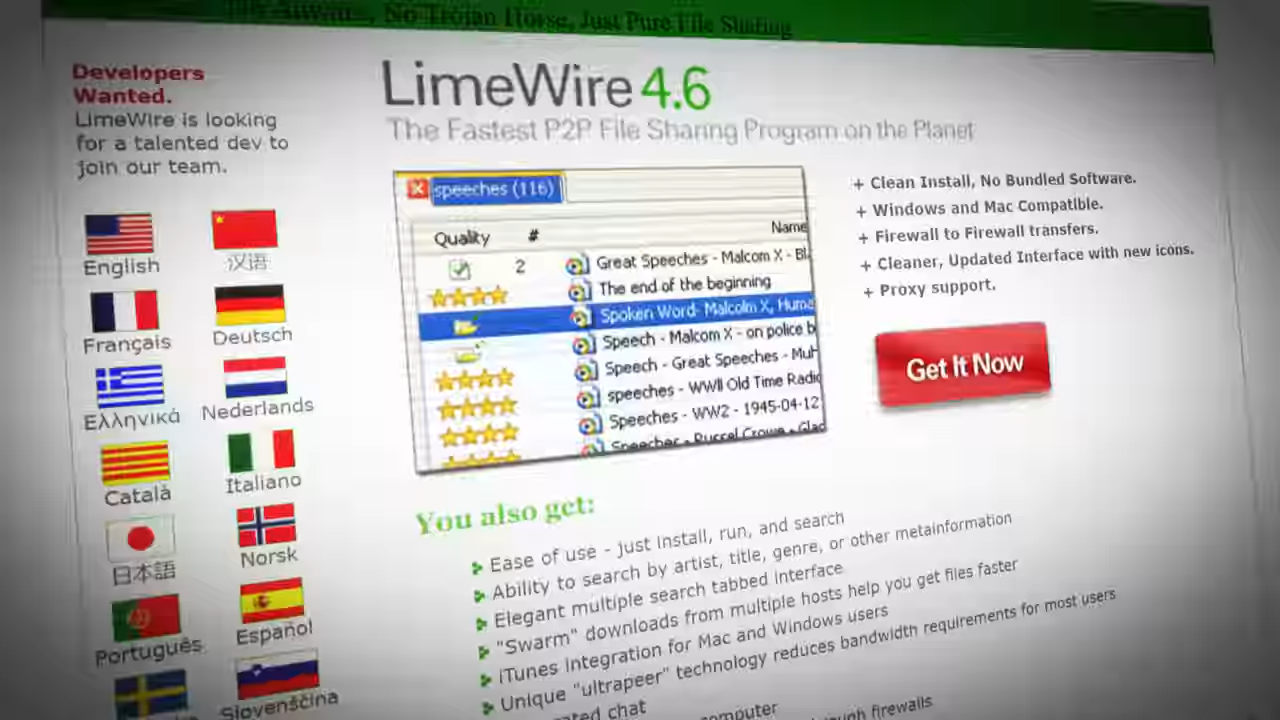 No Trojan Horse, Just Pure File Sharing
Developers
Wanted.
LimeWire is looking
for a talented dev to
join our team.
English
汉语
Français
Deutsch
Ελληνικά
Nederlands
Català
Italiano
日本語
Norsk
Português
Español
Slovenščina
LimeWire 4.6
The Fastest P2P File Sharing Program on the Planet
speeches (116)
Quality # Name
2 Great Speeches - Malcom X - Bl
The end of the beginning
Spoken Word- Malcolm X, Huma
Speech - Malcom X - on police b
Speech - Great Speeches - MuH
speeches - WWII Old Time Radio
Speeches - WW2 - 1945-04-12
Speeches - Russel Crowe - Glad
+ Clean Install, No Bundled Software.
+ Windows and Mac Compatible.
+ Firewall to Firewall transfers.
+ Cleaner, Updated Interface with new icons.
+ Proxy support.
Get It Now
You also get:
Ease of use - just install, run, and search
Ability to search by artist, title, genre, or other metainformation
Elegant multiple search tabbed interface
"Swarm" downloads from multiple hosts help you get files faster
iTunes integration for Mac and Windows users
Unique "ultrapeer" technology reduces bandwidth requirements for most users
chat
computer
firewalls